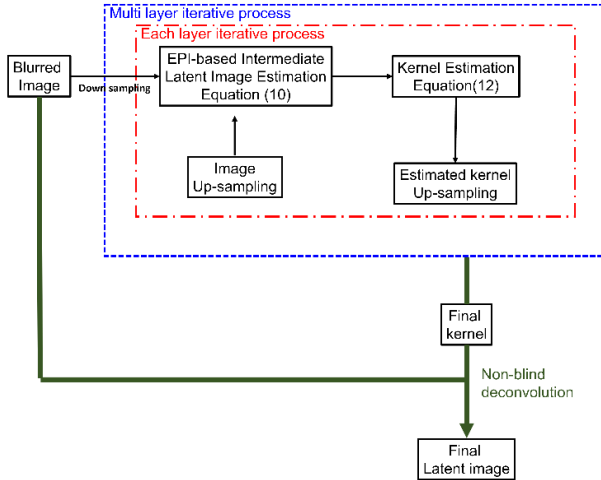 Multi layer iterative process
Each layer iterative process
Blurred
Image
Down sampling
EPI-based Intermediate
Latent Image Estimation
Equation (10)
Kernel Estimation
Equation(12)
Image
Up-sampling
Estimated kernel
Up-sampling
Final
kernel
Non-blind
deconvolution
Final
Latent image